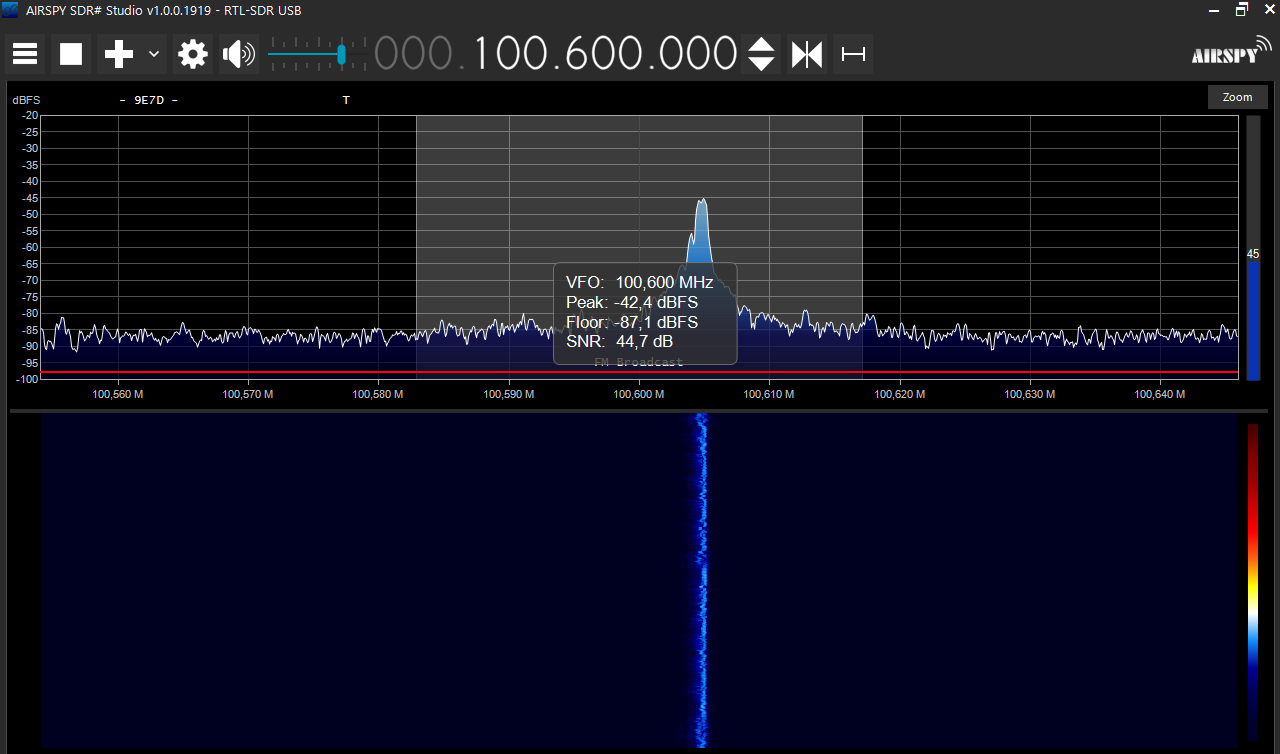 AIRSPY SDR# Studio v1.0.0.1919 - RTL-SDR USB
000.100.600.000
AIRSPY
dBFS - 9E7D - T Zoom
-20
-25
-30
-35
-40
-45
-50
-55
-60
-65
-70
-75
-80
-85
-90
-95
-100
45
VFO: 100,600 MHz
Peak: -42,4 dBFS
Floor: -87,1 dBFS
SNR: 44,7 dB
FM Broadcast
100,560 M 100,570 M 100,580 M 100,590 M 100,600 M 100,610 M 100,620 M 100,630 M 100,640 M